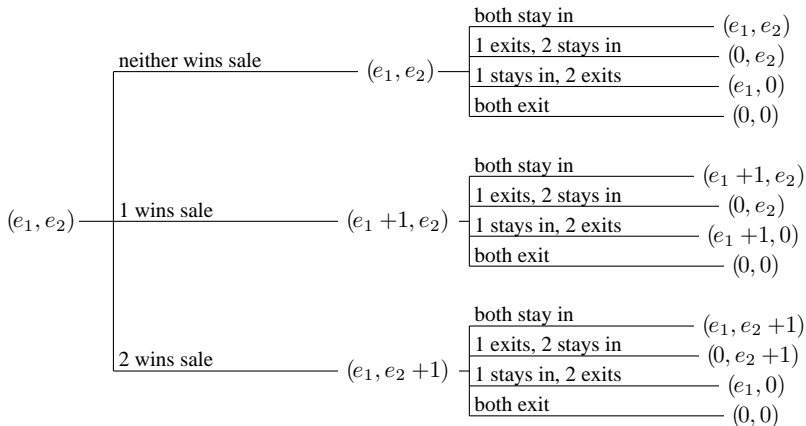 both stay in
(e₁, e₂)
1 exits, 2 stays in
(0, e₂)
neither wins sale
(e₁, e₂)
1 stays in, 2 exits
(e₁, 0)
both exit
(0, 0)
both stay in
(e₁ +1, e₂)
1 exits, 2 stays in
(0, e₂)
(e₁, e₂)
1 wins sale
(e₁ +1, e₂)
1 stays in, 2 exits
(e₁ +1, 0)
both exit
(0, 0)
both stay in
(e₁, e₂ +1)
1 exits, 2 stays in
(0, e₂ +1)
2 wins sale
(e₁, e₂ +1)
1 stays in, 2 exits
(e₁, 0)
both exit
(0, 0)